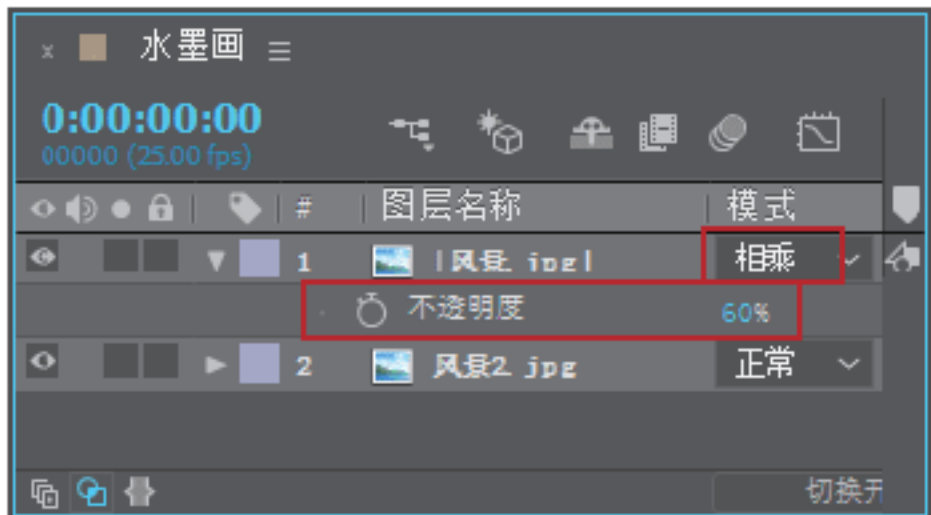 水墨画
0:00:00:00
00000 (25.00 fps)
# 图层名称 模式
1 [风景.jpg] 相乘
不透明度 60%
2 风景2.jpg 正常
切换开